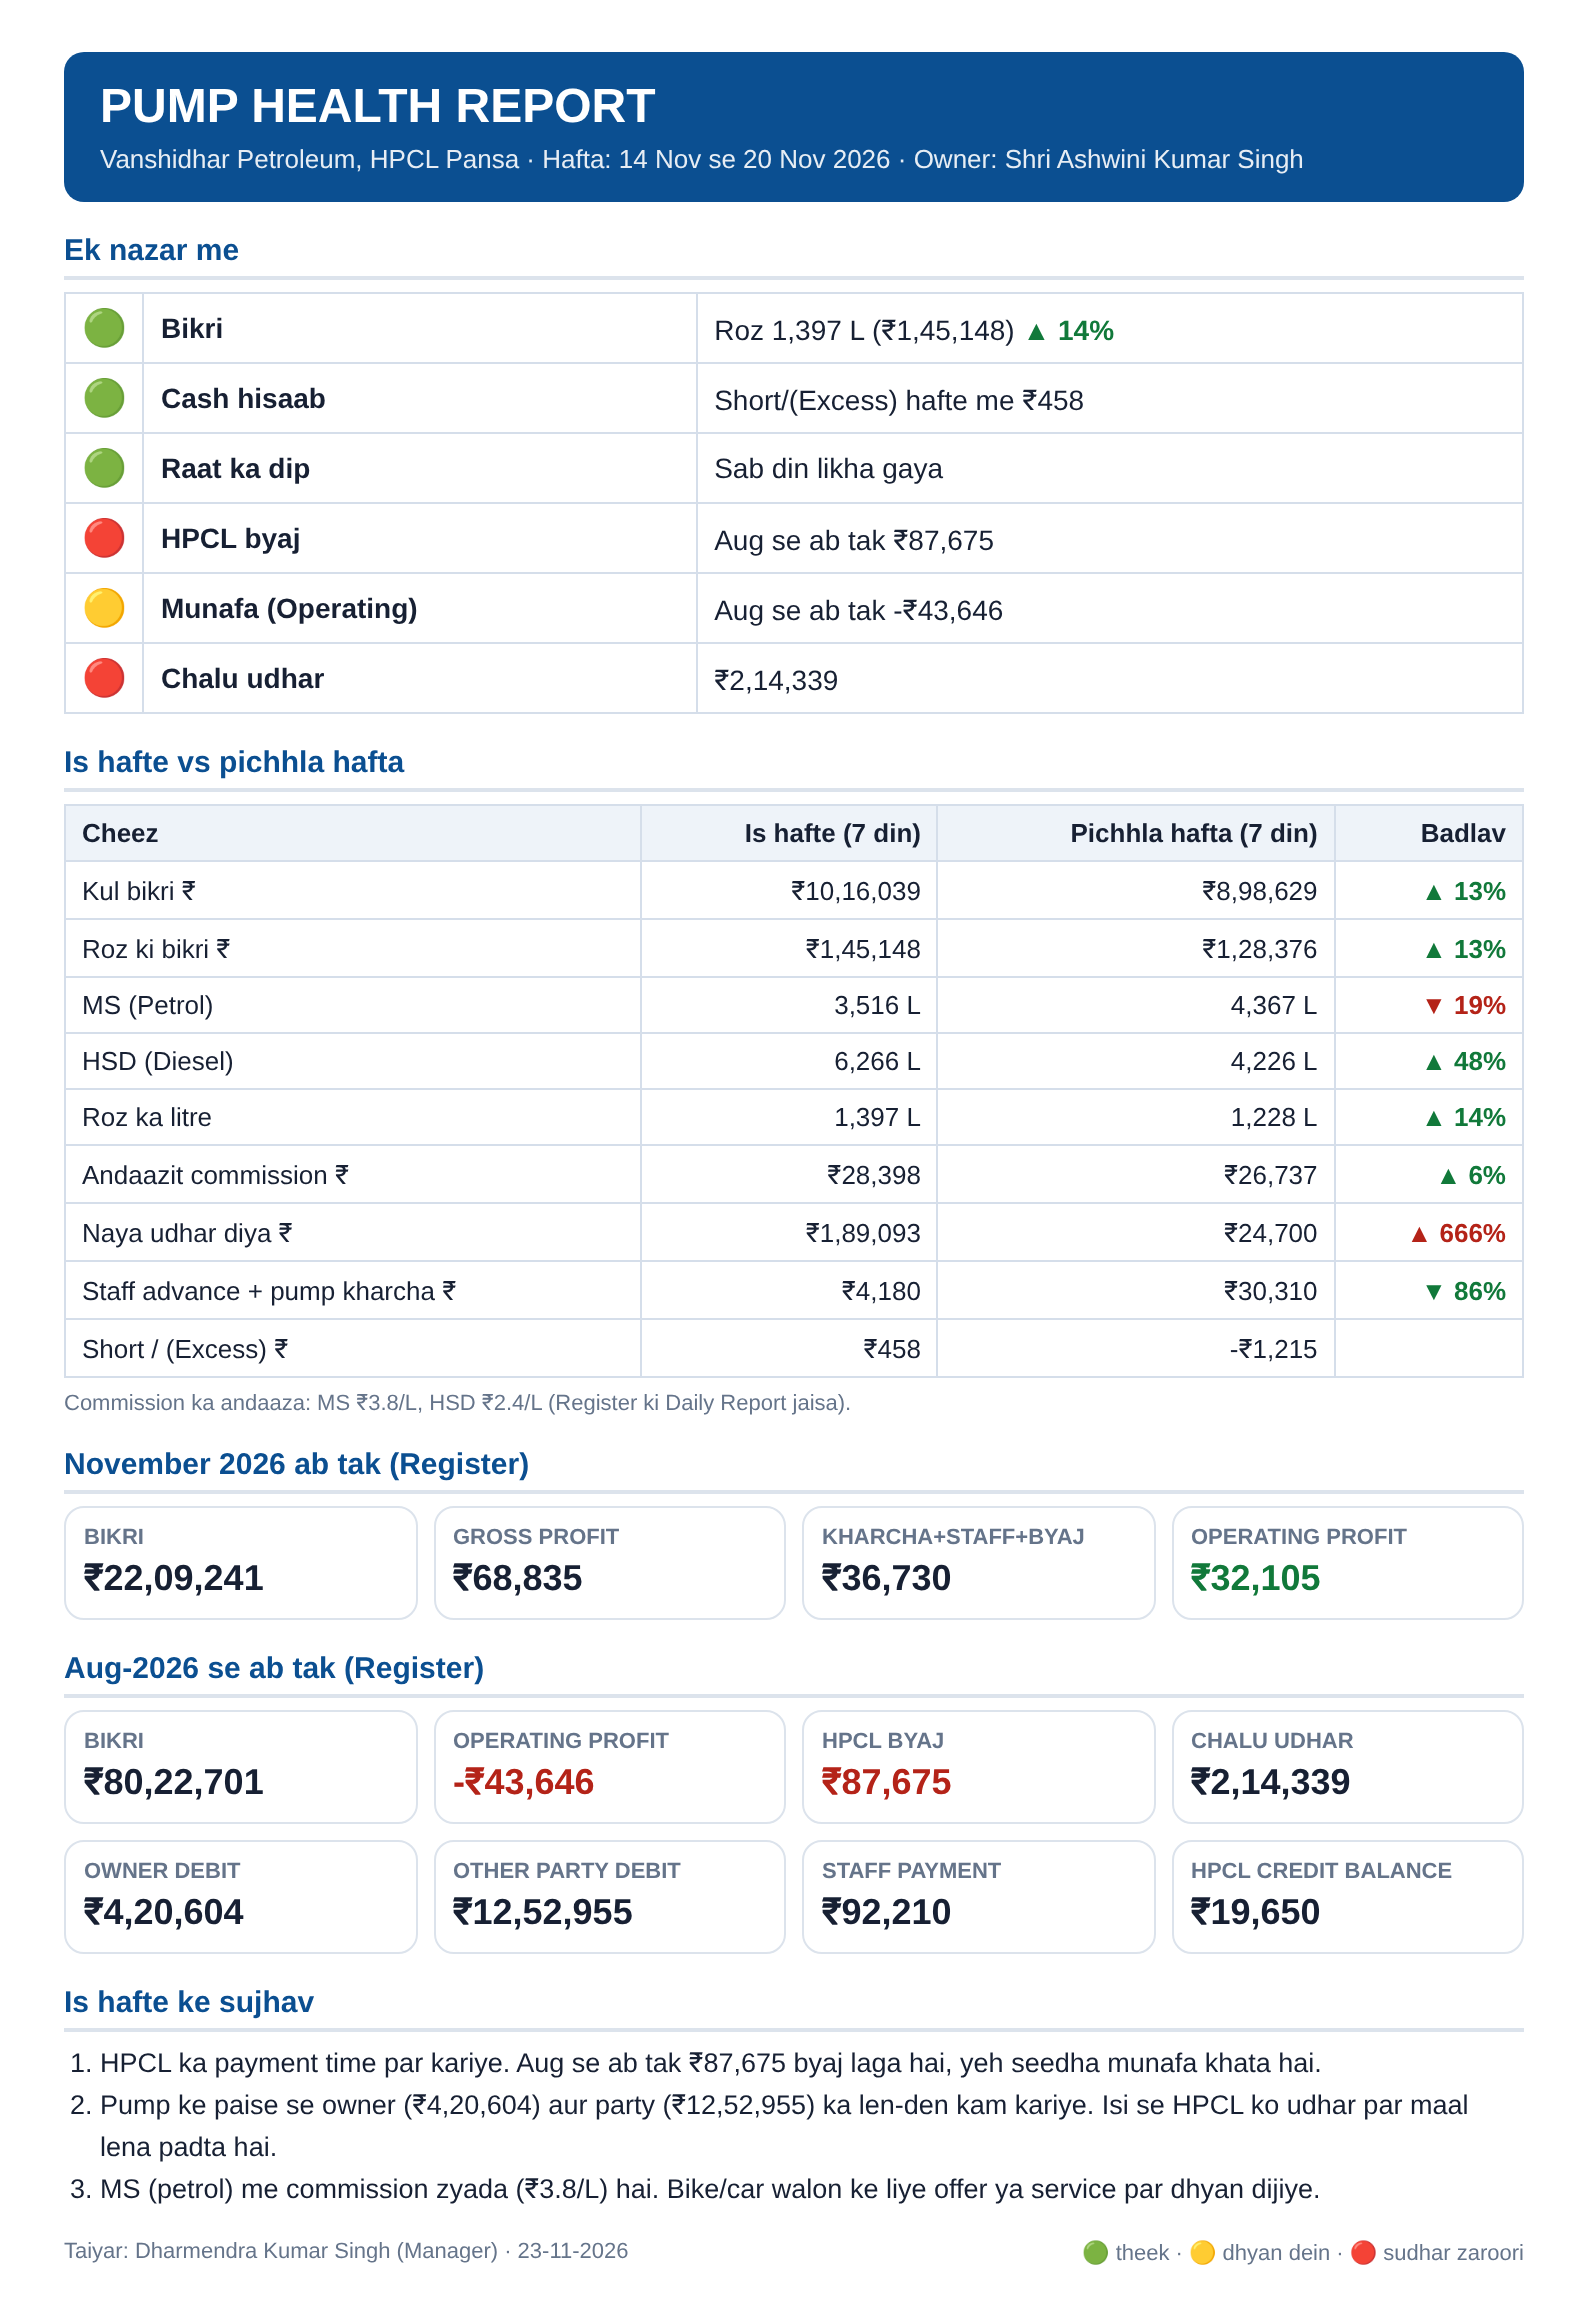 PUMP HEALTH REPORT
Vanshidhar Petroleum, HPCL Pansa · Hafta: 14 Nov se 20 Nov 2026 · Owner: Shri Ashwini Kumar Singh
Ek nazar me
Bikri Roz 1,397 L (₹1,45,148) ▲ 14%
Cash hisaab Short/(Excess) hafte me ₹458
Raat ka dip Sab din likha gaya
HPCL byaj Aug se ab tak ₹87,675
Munafa (Operating) Aug se ab tak -₹43,646
Chalu udhar ₹2,14,339
Is hafte vs pichhla hafta
Cheez Is hafte (7 din) Pichhla hafta (7 din) Badlav
Kul bikri ₹ ₹10,16,039 ₹8,98,629 ▲ 13%
Roz ki bikri ₹ ₹1,45,148 ₹1,28,376 ▲ 13%
MS (Petrol) 3,516 L 4,367 L ▼ 19%
HSD (Diesel) 6,266 L 4,226 L ▲ 48%
Roz ka litre 1,397 L 1,228 L ▲ 14%
Andaazit commission ₹ ₹28,398 ₹26,737 ▲ 6%
Naya udhar diya ₹ ₹1,89,093 ₹24,700 ▲ 666%
Staff advance + pump kharcha ₹ ₹4,180 ₹30,310 ▼ 86%
Short / (Excess) ₹ ₹458 -₹1,215
Commission ka andaaza: MS ₹3.8/L, HSD ₹2.4/L (Register ki Daily Report jaisa).
November 2026 ab tak (Register)
BIKRI GROSS PROFIT KHARCHA+STAFF+BYAJ OPERATING PROFIT
₹22,09,241 ₹68,835 ₹36,730 ₹32,105
Aug-2026 se ab tak (Register)
BIKRI OPERATING PROFIT HPCL BYAJ CHALU UDHAR
₹80,22,701 -₹43,646 ₹87,675 ₹2,14,339
OWNER DEBIT OTHER PARTY DEBIT STAFF PAYMENT HPCL CREDIT BALANCE
₹4,20,604 ₹12,52,955 ₹92,210 ₹19,650
Is hafte ke sujhav
1. HPCL ka payment time par kariye. Aug se ab tak ₹87,675 byaj laga hai, yeh seedha munafa khata hai.
2. Pump ke paise se owner (₹4,20,604) aur party (₹12,52,955) ka len-den kam kariye. Isi se HPCL ko udhar par maal
lena padta hai.
3. MS (petrol) me commission zyada (₹3.8/L) hai. Bike/car walon ke liye offer ya service par dhyan dijiye.
Taiyar: Dharmendra Kumar Singh (Manager) · 23-11-2026 🟢 theek · 🟡 dhyan dein · 🔴 sudhar zaroori